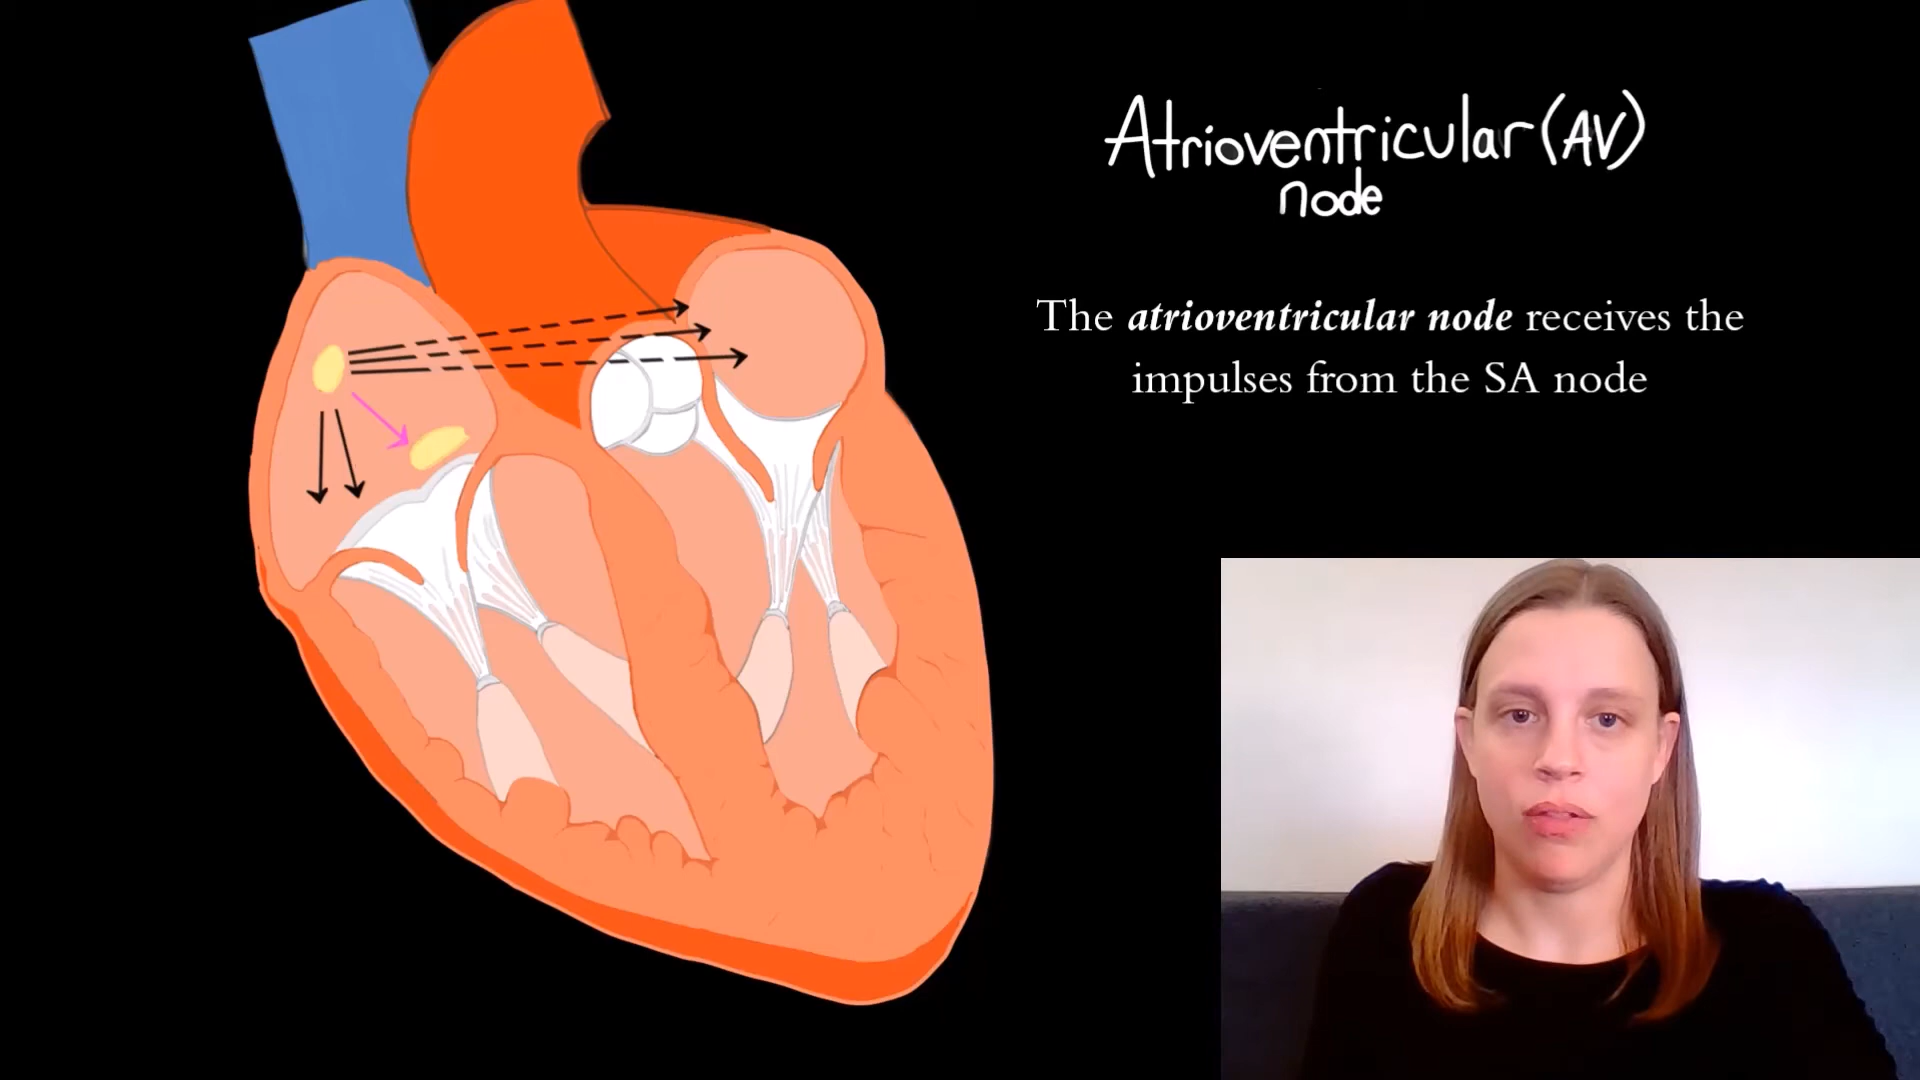 Atrioventricular (AV)
node
The atrioventricular node receives the
impulses from the SA node